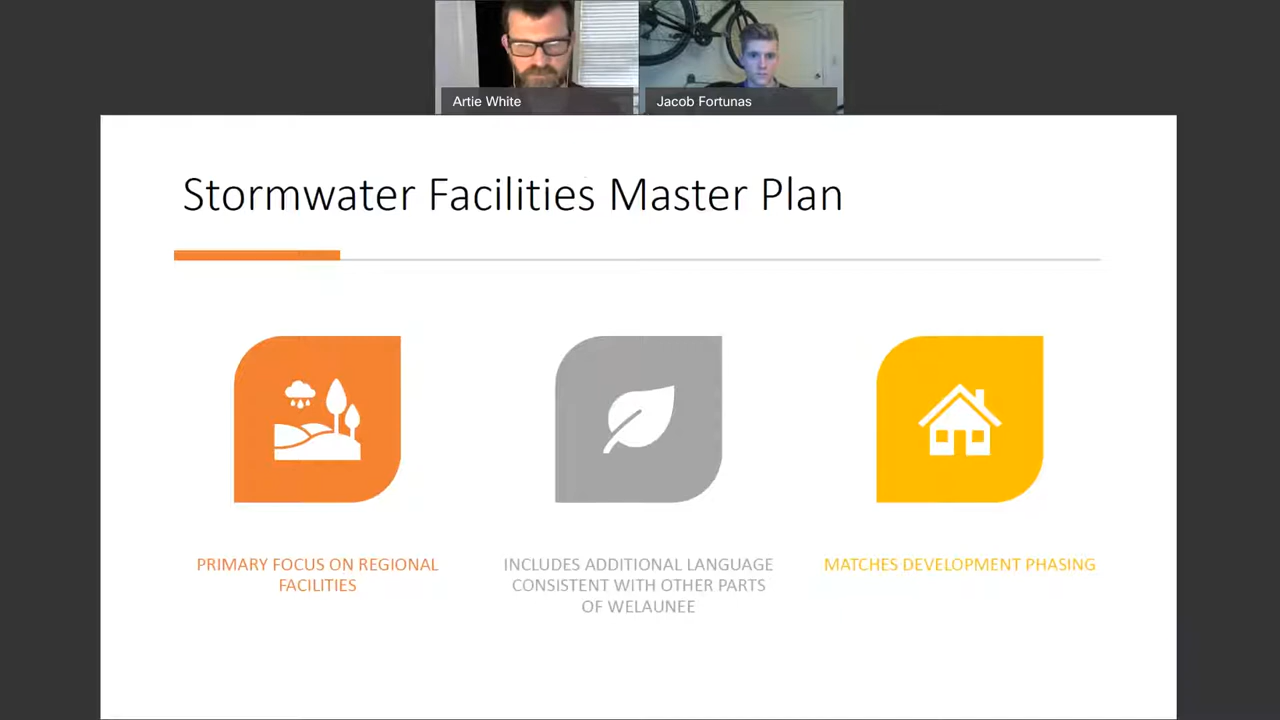 Artie White
Jacob Fortunas
Stormwater Facilities Master Plan
PRIMARY FOCUS ON REGIONAL
FACILITIES
INCLUDES ADDITIONAL LANGUAGE
CONSISTENT WITH OTHER PARTS
OF WELAUNEE
MATCHES DEVELOPMENT PHASING